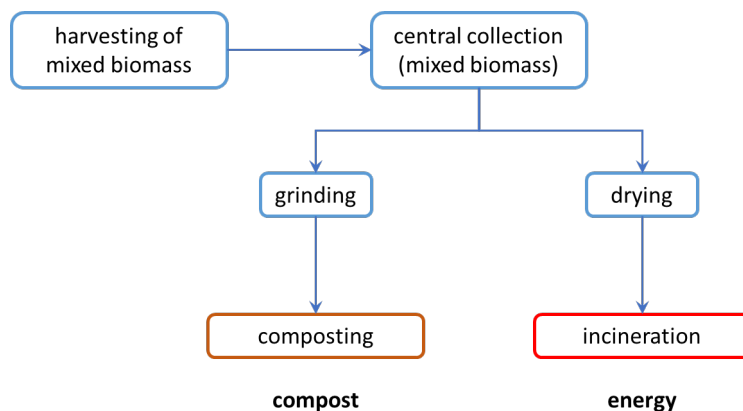 harvesting of
mixed biomass
central collection
(mixed biomass)
grinding
drying
composting
incineration
compost
energy